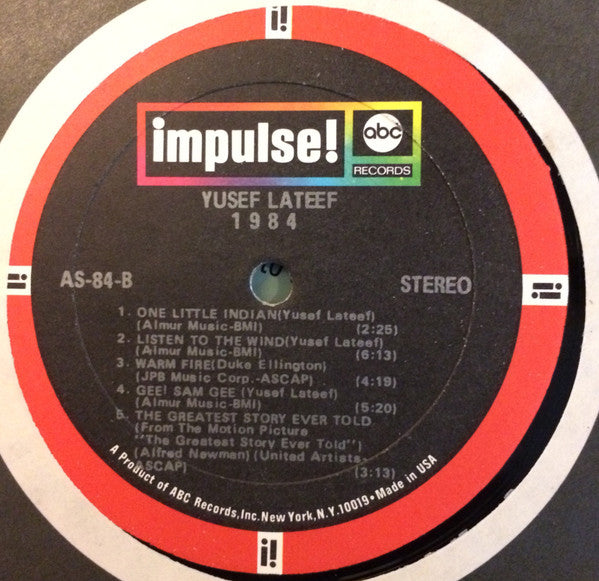 impulse!
abc
RECORDS
YUSEF LATEEF
1984
AS-84-B
STEREO
1. ONE LITTLE INDIAN(Yusef Lateef)
(Almur Music-BMI) (2:25)
2. LISTEN TO THE WIND(Yusef Lateef)
(Almur Music-BMI) (6:13)
3. WARM FIRE(Duke Ellington)
(JPB Music Corp.-ASCAP) (4:19)
4. GEE! SAM GEE (Yusef Lateef)
(Almur Music-BMI) (5:20)
5. THE GREATEST STORY EVER TOLD
(From The Motion Picture
"The Greatest Story Ever Told")
(Alfred Newman) (United Artists-
ASCAP) (3:13)
A Product of ABC Records, Inc. New York, N.Y. 10019 • Made in USA